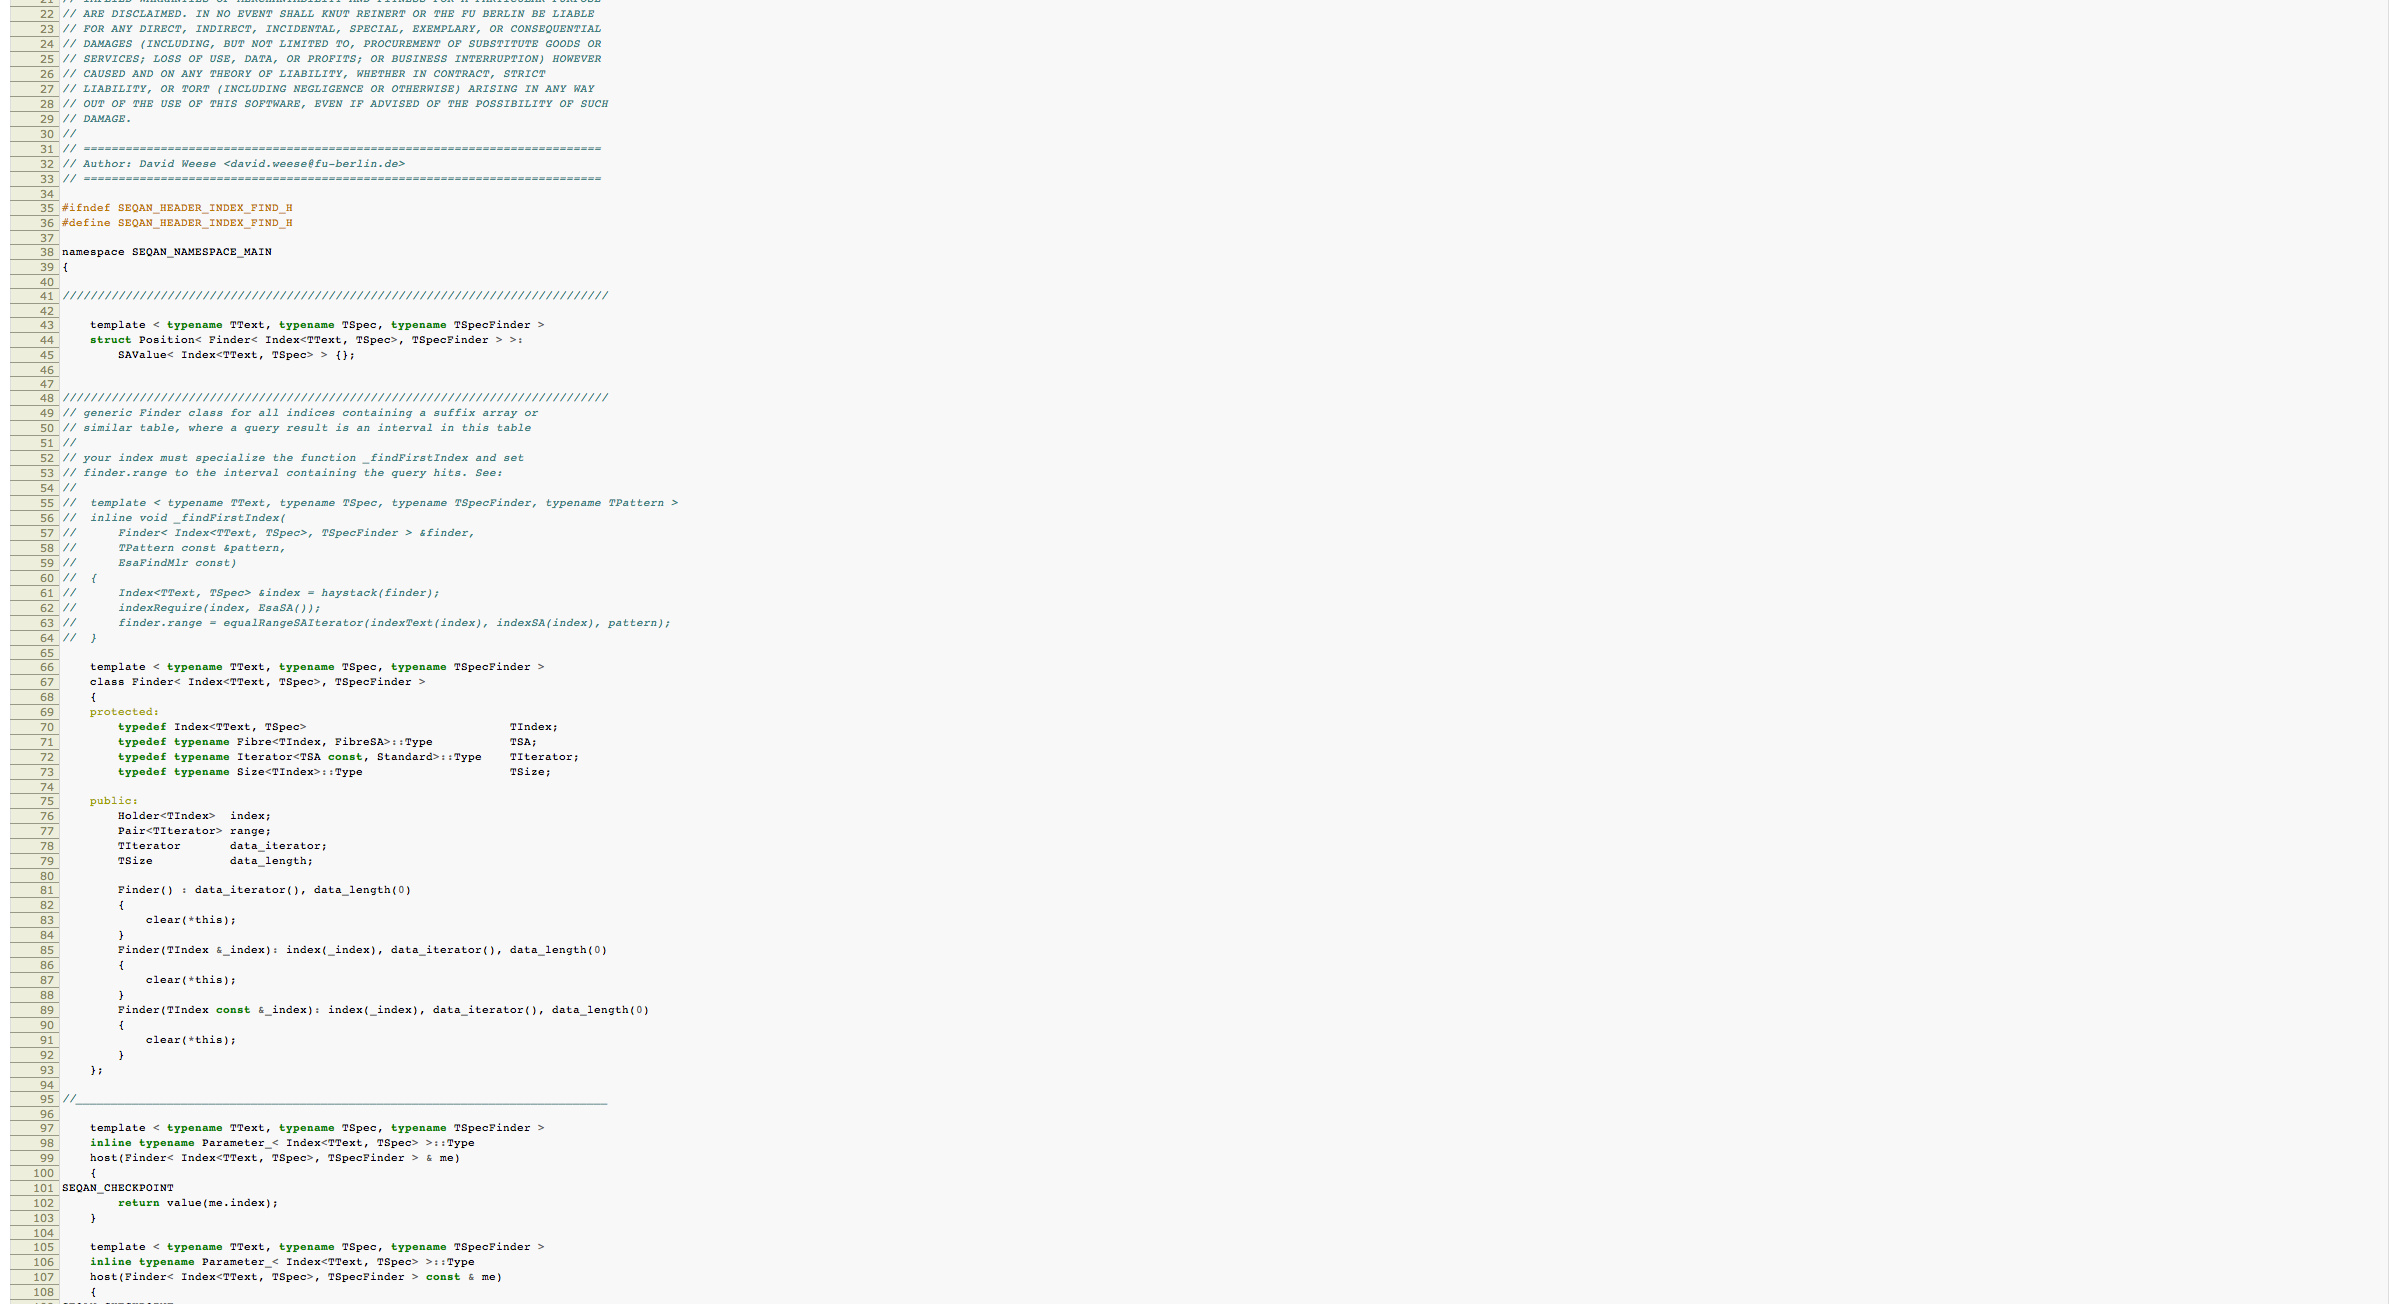 22 // ARE DISCLAIMED. IN NO EVENT SHALL KNUT REINERT OR THE FU BERLIN BE LIABLE
23 // FOR ANY DIRECT, INDIRECT, INCIDENTAL, SPECIAL, EXEMPLARY, OR CONSEQUENTIAL
24 // DAMAGES (INCLUDING, BUT NOT LIMITED TO, PROCUREMENT OF SUBSTITUTE GOODS OR
25 // SERVICES; LOSS OF USE, DATA, OR PROFITS; OR BUSINESS INTERRUPTION) HOWEVER
26 // CAUSED AND ON ANY THEORY OF LIABILITY, WHETHER IN CONTRACT, STRICT
27 // LIABILITY, OR TORT (INCLUDING NEGLIGENCE OR OTHERWISE) ARISING IN ANY WAY
28 // OUT OF THE USE OF THIS SOFTWARE, EVEN IF ADVISED OF THE POSSIBILITY OF SUCH
29 // DAMAGE.
30 //
31 // ==========================================================================
32 // Author: David Weese <david.weese@fu-berlin.de>
33 // ==========================================================================
34
35 #ifndef SEQAN_HEADER_INDEX_FIND_H
36 #define SEQAN_HEADER_INDEX_FIND_H
37
38 namespace SEQAN_NAMESPACE_MAIN
39 {
40
41 //////////////////////////////////////////////////////////////////////////////
42
43     template < typename TText, typename TSpec, typename TSpecFinder >
44     struct Position< Finder< Index<TText, TSpec>, TSpecFinder > >:
45         SAValue< Index<TText, TSpec> > {};
46
47
48 //////////////////////////////////////////////////////////////////////////////
49 // generic Finder class for all indices containing a suffix array or
50 // similar table, where a query result is an interval in this table
51 //
52 // your index must specialize the function _findFirstIndex and set
53 // finder.range to the interval containing the query hits. See:
54 //
55 //  template < typename TText, typename TSpec, typename TSpecFinder, typename TPattern >
56 //  inline void _findFirstIndex(
57 //      Finder< Index<TText, TSpec>, TSpecFinder > &finder,
58 //      TPattern const &pattern,
59 //      EsaFindMlr const)
60 //  {
61 //      Index<TText, TSpec> &index = haystack(finder);
62 //      indexRequire(index, EsaSA());
63 //      finder.range = equalRangeSAIterator(indexText(index), indexSA(index), pattern);
64 //  }
65
66     template < typename TText, typename TSpec, typename TSpecFinder >
67     class Finder< Index<TText, TSpec>, TSpecFinder >
68     {
69     protected:
70         typedef Index<TText, TSpec>                             TIndex;
71         typedef typename Fibre<TIndex, FibreSA>::Type           TSA;
72         typedef typename Iterator<TSA const, Standard>::Type    TIterator;
73         typedef typename Size<TIndex>::Type                     TSize;
74
75     public:
76         Holder<TIndex>  index;
77         Pair<TIterator> range;
78         TIterator       data_iterator;
79         TSize           data_length;
80
81         Finder() : data_iterator(), data_length(0)
82         {
83             clear(*this);
84         }
85         Finder(TIndex &_index): index(_index), data_iterator(), data_length(0)
86         {
87             clear(*this);
88         }
89         Finder(TIndex const &_index): index(_index), data_iterator(), data_length(0)
90         {
91             clear(*this);
92         }
93     };
94
95 //____________________________________________________________________________
96
97     template < typename TText, typename TSpec, typename TSpecFinder >
98     inline typename Parameter_< Index<TText, TSpec> >::Type
99     host(Finder< Index<TText, TSpec>, TSpecFinder > & me)
100     {
101 SEQAN_CHECKPOINT
102         return value(me.index);
103     }
104
105     template < typename TText, typename TSpec, typename TSpecFinder >
106     inline typename Parameter_< Index<TText, TSpec> >::Type
107     host(Finder< Index<TText, TSpec>, TSpecFinder > const & me)
108     {